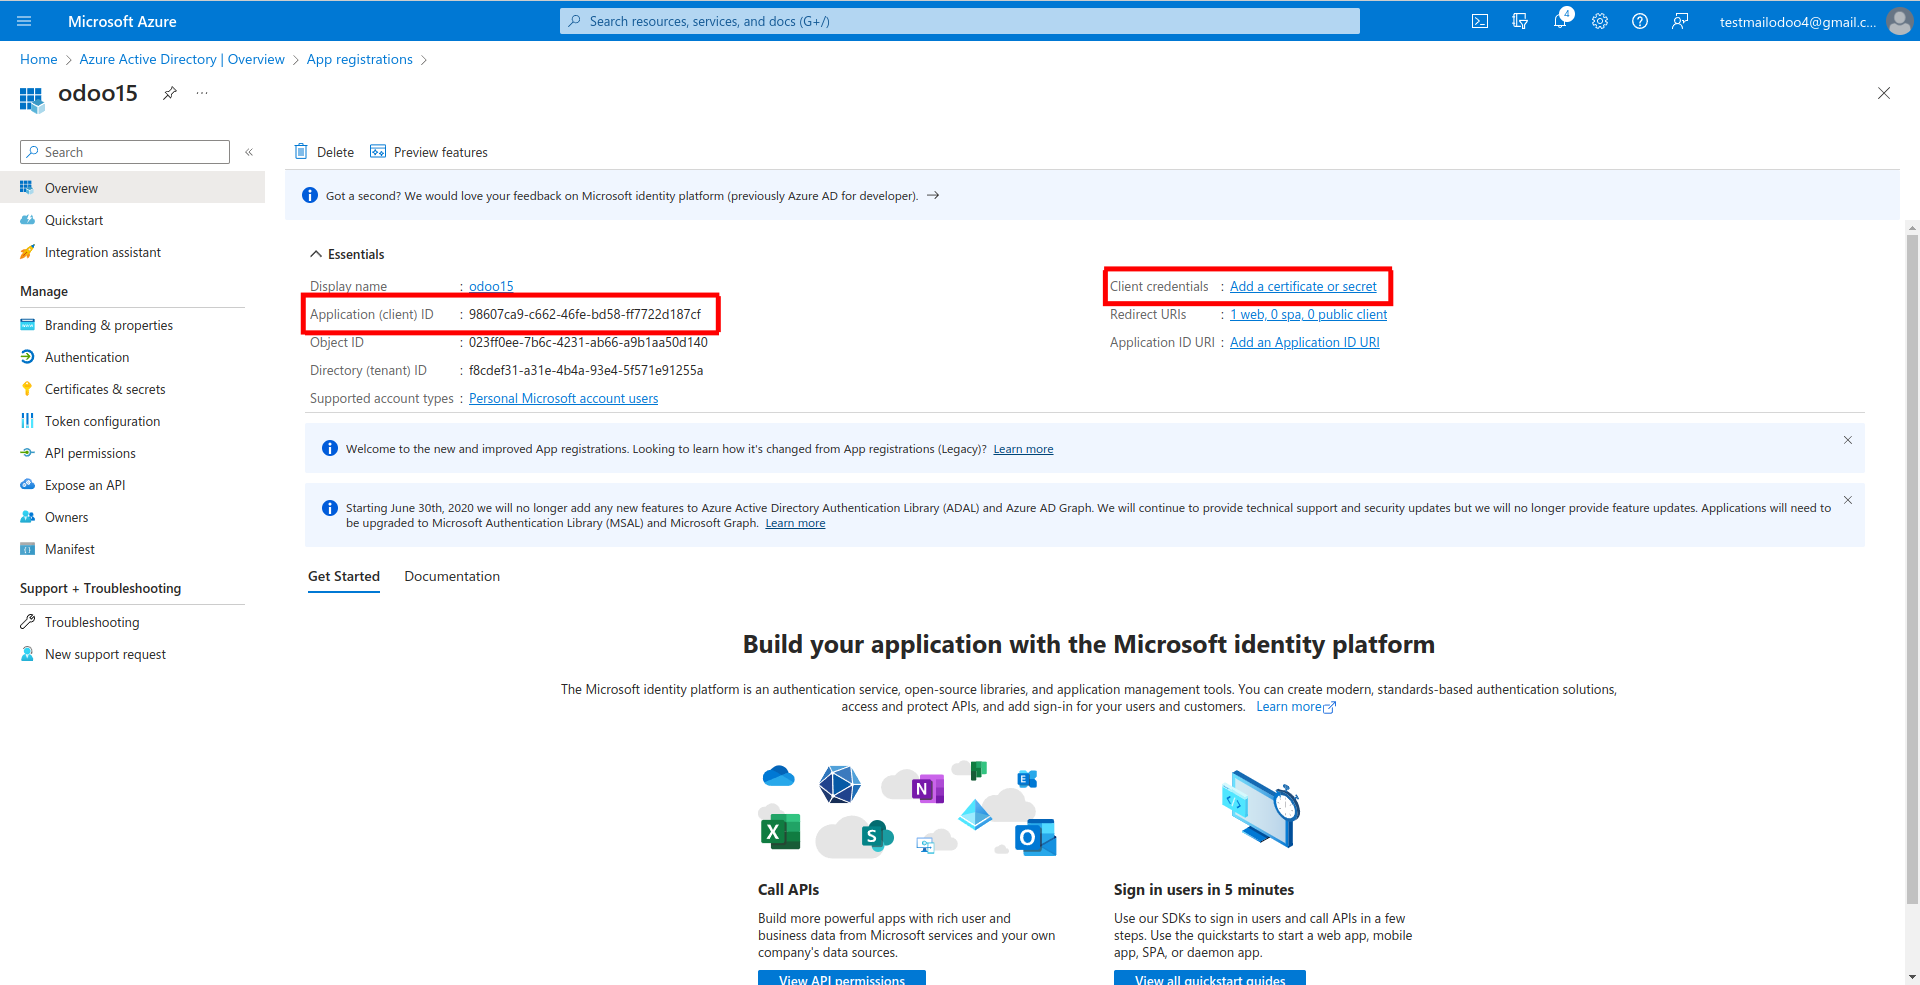 Microsoft Azure
Search resources, services, and docs (G+/)
4
testmailodoo4@gmail.c...
Home > Azure Active Directory | Overview > App registrations >
odoo15
Search
Overview
Quickstart
Integration assistant
Manage
Branding & properties
Authentication
Certificates & secrets
Token configuration
API permissions
Expose an API
Owners
Manifest
Support + Troubleshooting
Troubleshooting
New support request
Delete
Preview features
Got a second? We would love your feedback on Microsoft identity platform (previously Azure AD for developer). →
Essentials
Display name : odoo15
Application (client) ID : 98607ca9-c662-46fe-bd58-ff7722d187cf
Object ID : 023ff0ee-7b6c-4231-ab66-a9b1aa50d140
Directory (tenant) ID : f8cdef31-a31e-4b4a-93e4-5f571e91255a
Supported account types : Personal Microsoft account users
Client credentials : Add a certificate or secret
Redirect URIs : 1 web, 0 spa, 0 public client
Application ID URI : Add an Application ID URI
Welcome to the new and improved App registrations. Looking to learn how it's changed from App registrations (Legacy)? Learn more
Starting June 30th, 2020 we will no longer add any new features to Azure Active Directory Authentication Library (ADAL) and Azure AD Graph. We will continue to provide technical support and security updates but we will no longer provide feature updates. Applications will need to
be upgraded to Microsoft Authentication Library (MSAL) and Microsoft Graph. Learn more
Get Started
Documentation
Build your application with the Microsoft identity platform
The Microsoft identity platform is an authentication service, open-source libraries, and application management tools. You can create modern, standards-based authentication solutions,
access and protect APIs, and add sign-in for your users and customers. Learn more
N
E
X
S
O
Call APIs
Build more powerful apps with rich user and
business data from Microsoft services and your own
company's data sources.
View API permissions
Sign in users in 5 minutes
Use our SDKs to sign in users and call APIs in a few
steps. Use the quickstarts to start a web app, mobile
app, SPA, or daemon app.
View all quickstart guides